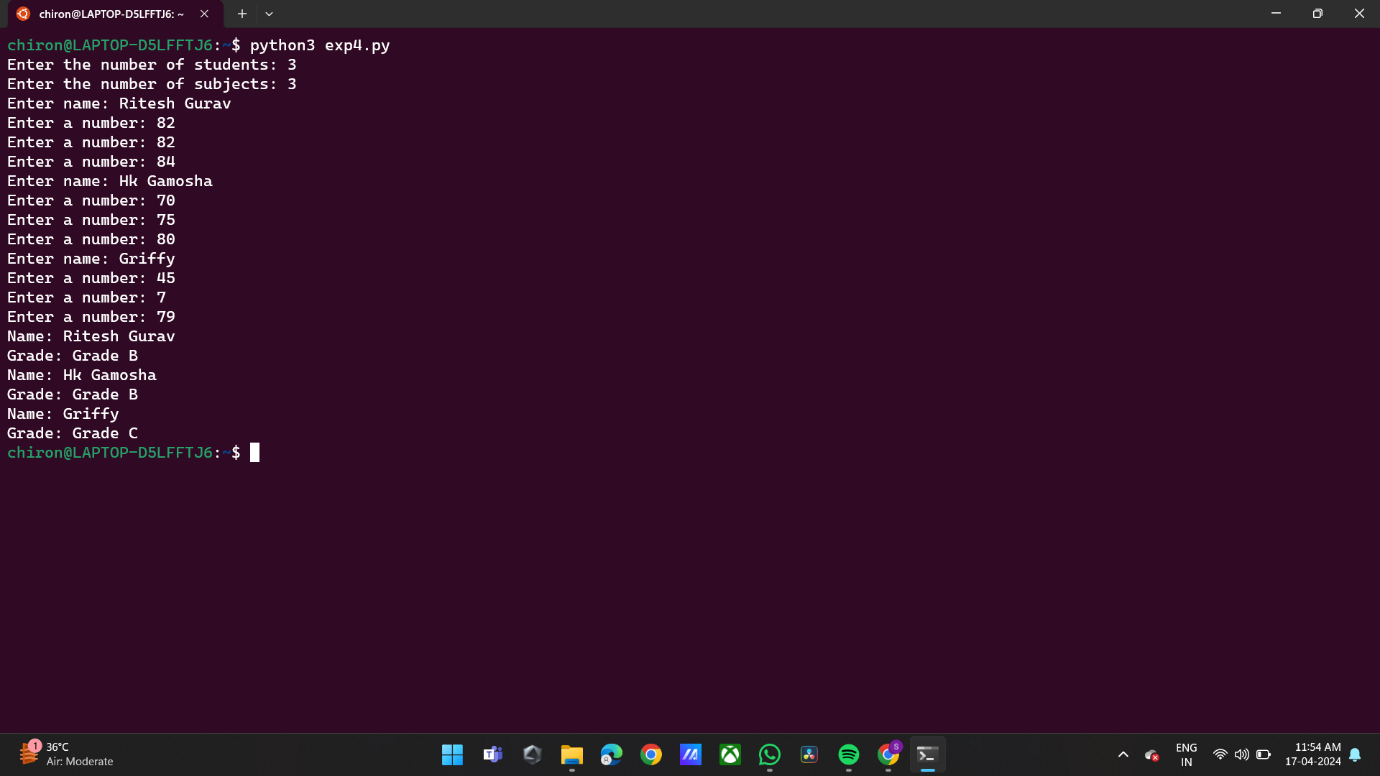 chiron@LAPTOP-D5LFFTJ6: ~
chiron@LAPTOP-D5LFFTJ6:~$ python3 exp4.py
Enter the number of students: 3
Enter the number of subjects: 3
Enter name: Ritesh Gurav
Enter a number: 82
Enter a number: 82
Enter a number: 84
Enter name: Hk Gamosha
Enter a number: 70
Enter a number: 75
Enter a number: 80
Enter name: Griffy
Enter a number: 45
Enter a number: 7
Enter a number: 79
Name: Ritesh Gurav
Grade: Grade B
Name: Hk Gamosha
Grade: Grade B
Name: Griffy
Grade: Grade C
chiron@LAPTOP-D5LFFTJ6:~$
1
36°C
Air: Moderate
S
ENG
IN
11:54 AM
17-04-2024